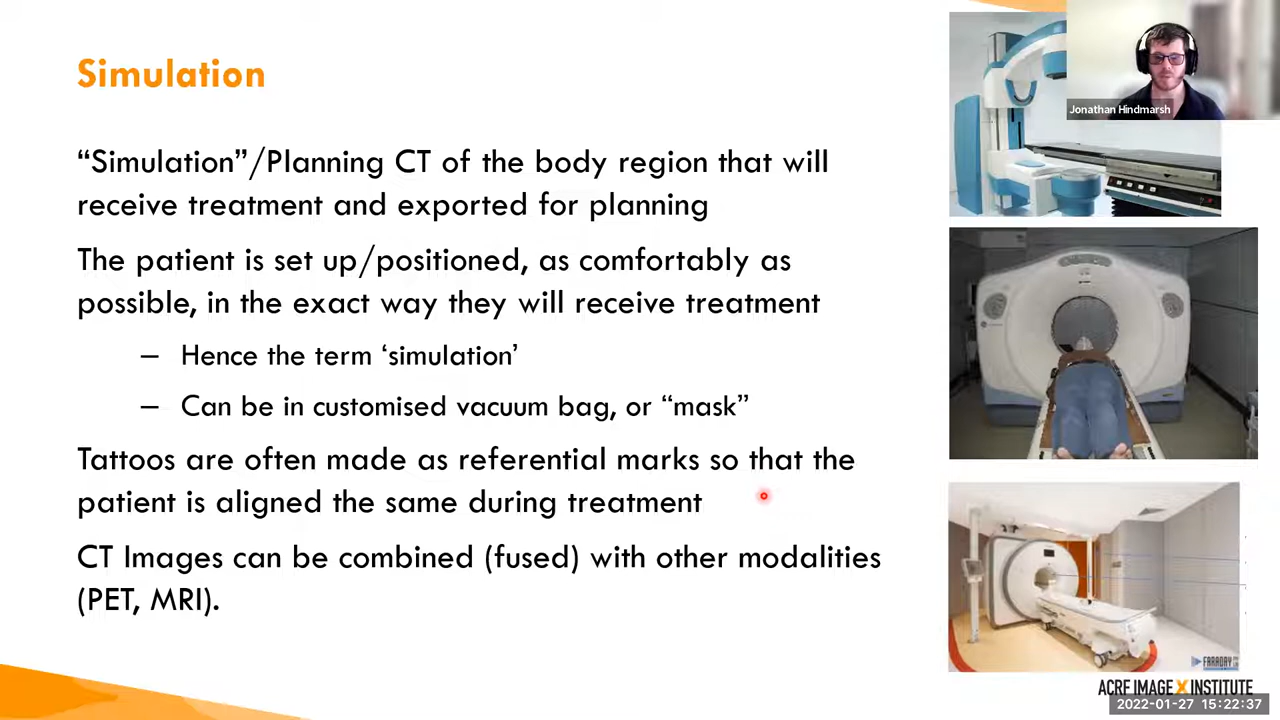 Simulation
“Simulation”/Planning CT of the body region that will
receive treatment and exported for planning
The patient is set up/positioned, as comfortably as
possible, in the exact way they will receive treatment
– Hence the term ‘simulation’
– Can be in customised vacuum bag, or “mask”
Tattoos are often made as referential marks so that the
patient is aligned the same during treatment
CT Images can be combined (fused) with other modalities
(PET, MRI).
Jonathan Hindmarsh
FARADAY
ACRF IMAGE X INSTITUTE
2022-01-27 15:22:37